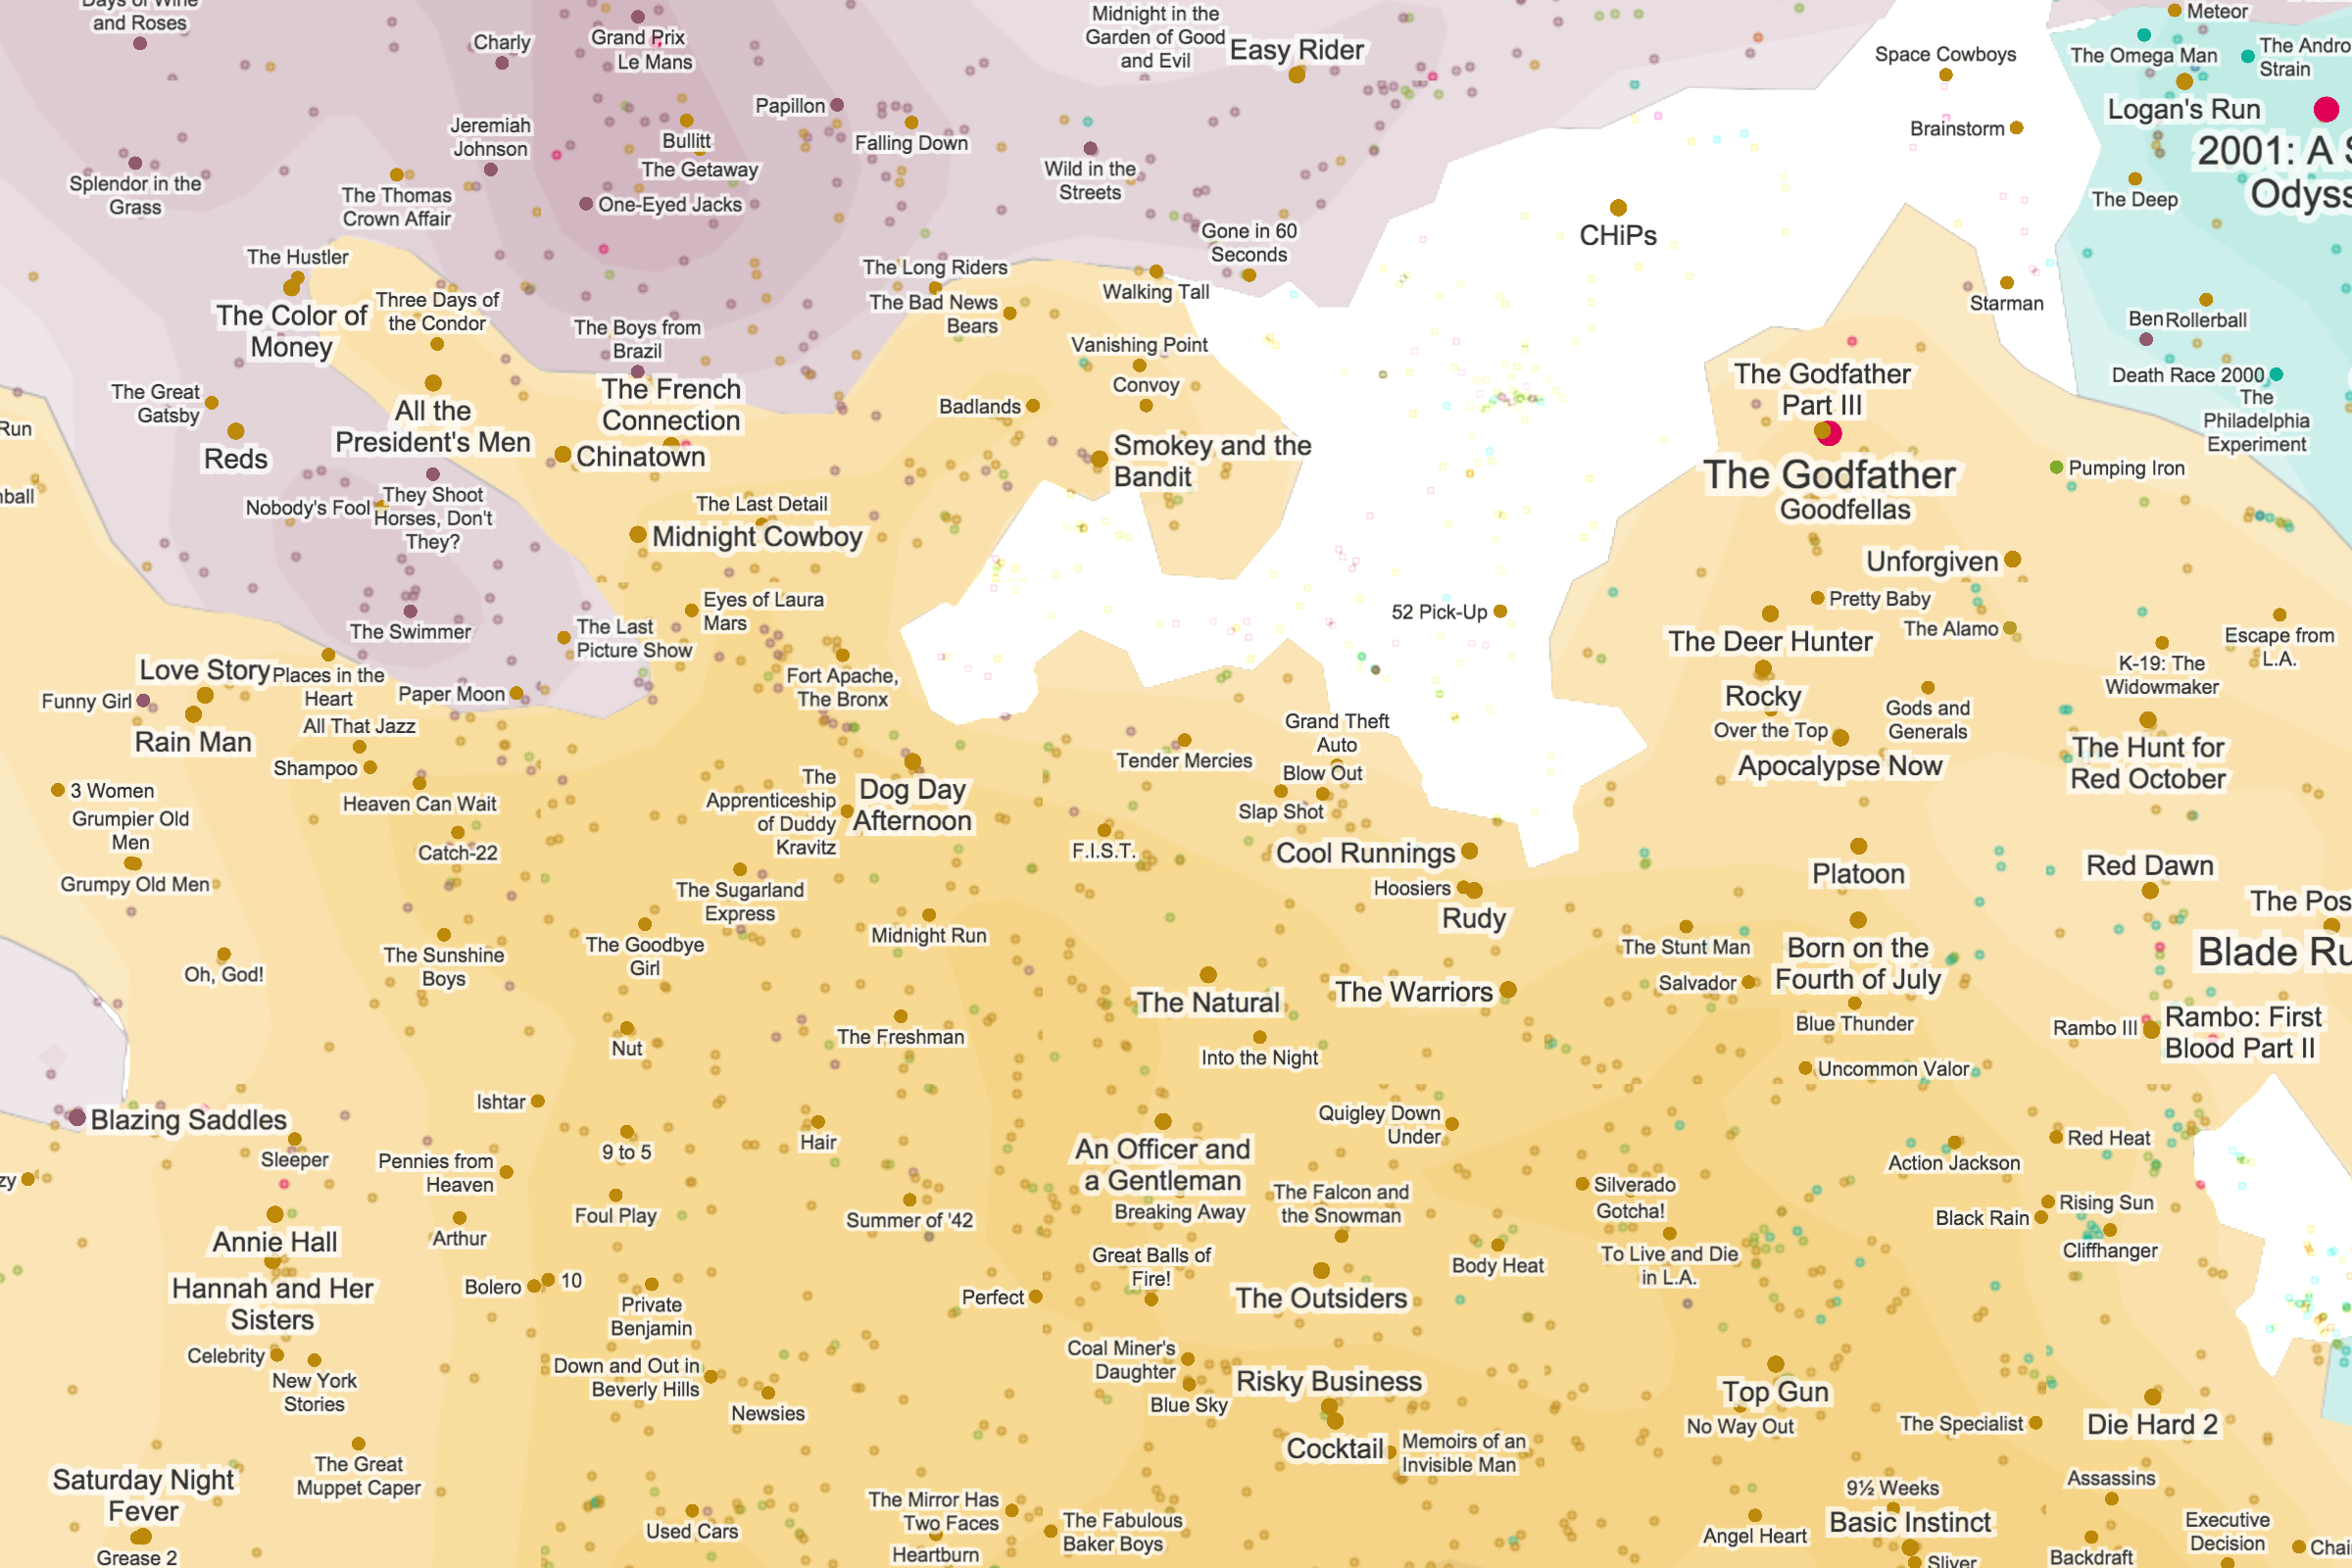 Days of Wine
and Roses
Charly
Grand Prix
Le Mans
Midnight in the
Garden of Good
and Evil
Easy Rider
Space Cowboys
Meteor
The Omega Man
The Andro
Strain
Logan's Run
2001: A S
Odyss
Papillon
Bullitt
The Getaway
Falling Down
Jeremiah
Johnson
Brainstorm
Splendor in the
Grass
The Thomas
Crown Affair
One-Eyed Jacks
Wild in the
Streets
The Deep
CHiPs
Gone in 60
Seconds
The Hustler
The Color of
Money
Three Days of
the Condor
The Long Riders
The Bad News
Bears
Walking Tall
Starman
Ben
Rollerball
The Boys from
Brazil
Vanishing Point
Convoy
Death Race 2000
The
Philadelphia
Experiment
The Great
Gatsby
Reds
All the
President's Men
The French
Connection
Chinatown
Badlands
Smokey and the
Bandit
The Godfather
Part III
The Godfather
Goodfellas
Pumping Iron
Run
ball
Nobody's Fool
They Shoot
Horses, Don't
They?
The Last Detail
Midnight Cowboy
Unforgiven
Pretty Baby
The Alamo
The Deer Hunter
Escape from
L.A.
K-19: The
Widowmaker
52 Pick-Up
Eyes of Laura
Mars
The Swimmer
The Last
Picture Show
Love Story
Places in the
Heart
Paper Moon
Fort Apache,
The Bronx
Funny Girl
Rain Man
All That Jazz
Shampoo
Heaven Can Wait
Rocky
Over the Top
Apocalypse Now
Gods and
Generals
The Hunt for
Red October
Grand Theft
Auto
Tender Mercies
Blow Out
Slap Shot
3 Women
Grumpier Old
Men
Grumpy Old Men
Catch-22
The
Apprenticeship
of Duddy
Kravitz
Dog Day
Afternoon
F.I.S.T.
Cool Runnings
Hoosiers
Rudy
Platoon
Red Dawn
The Pos
Blade Ru
The Sugarland
Express
Midnight Run
The Goodbye
Girl
The Sunshine
Boys
Oh, God!
The Stunt Man
Salvador
Born on the
Fourth of July
The Natural
The Warriors
Blue Thunder
Rambo III
Rambo: First
Blood Part II
Nut
The Freshman
Into the Night
Uncommon Valor
Blazing Saddles
Ishtar
9 to 5
Hair
An Officer and
a Gentleman
Breaking Away
Quigley Down
Under
Red Heat
Action Jackson
Sleeper
Pennies from
Heaven
zy
Annie Hall
Arthur
Foul Play
Summer of '42
The Falcon and
the Snowman
Silverado
Gotcha!
Black Rain
Rising Sun
Cliffhanger
To Live and Die
in L.A.
Body Heat
Great Balls of
Fire!
Hannah and Her
Sisters
Bolero
10
Private
Benjamin
Perfect
The Outsiders
Celebrity
New York
Stories
Down and Out in
Beverly Hills
Newsies
Coal Miner's
Daughter
Blue Sky
Risky Business
Cocktail
Memoirs of an
Invisible Man
Top Gun
No Way Out
The Specialist
Die Hard 2
The Great
Muppet Caper
Saturday Night
Fever
Grease 2
Used Cars
The Mirror Has
Two Faces
Heartburn
The Fabulous
Baker Boys
Angel Heart
9½ Weeks
Basic Instinct
Sliver
Assassins
Backdraft
Executive
Decision
Chai